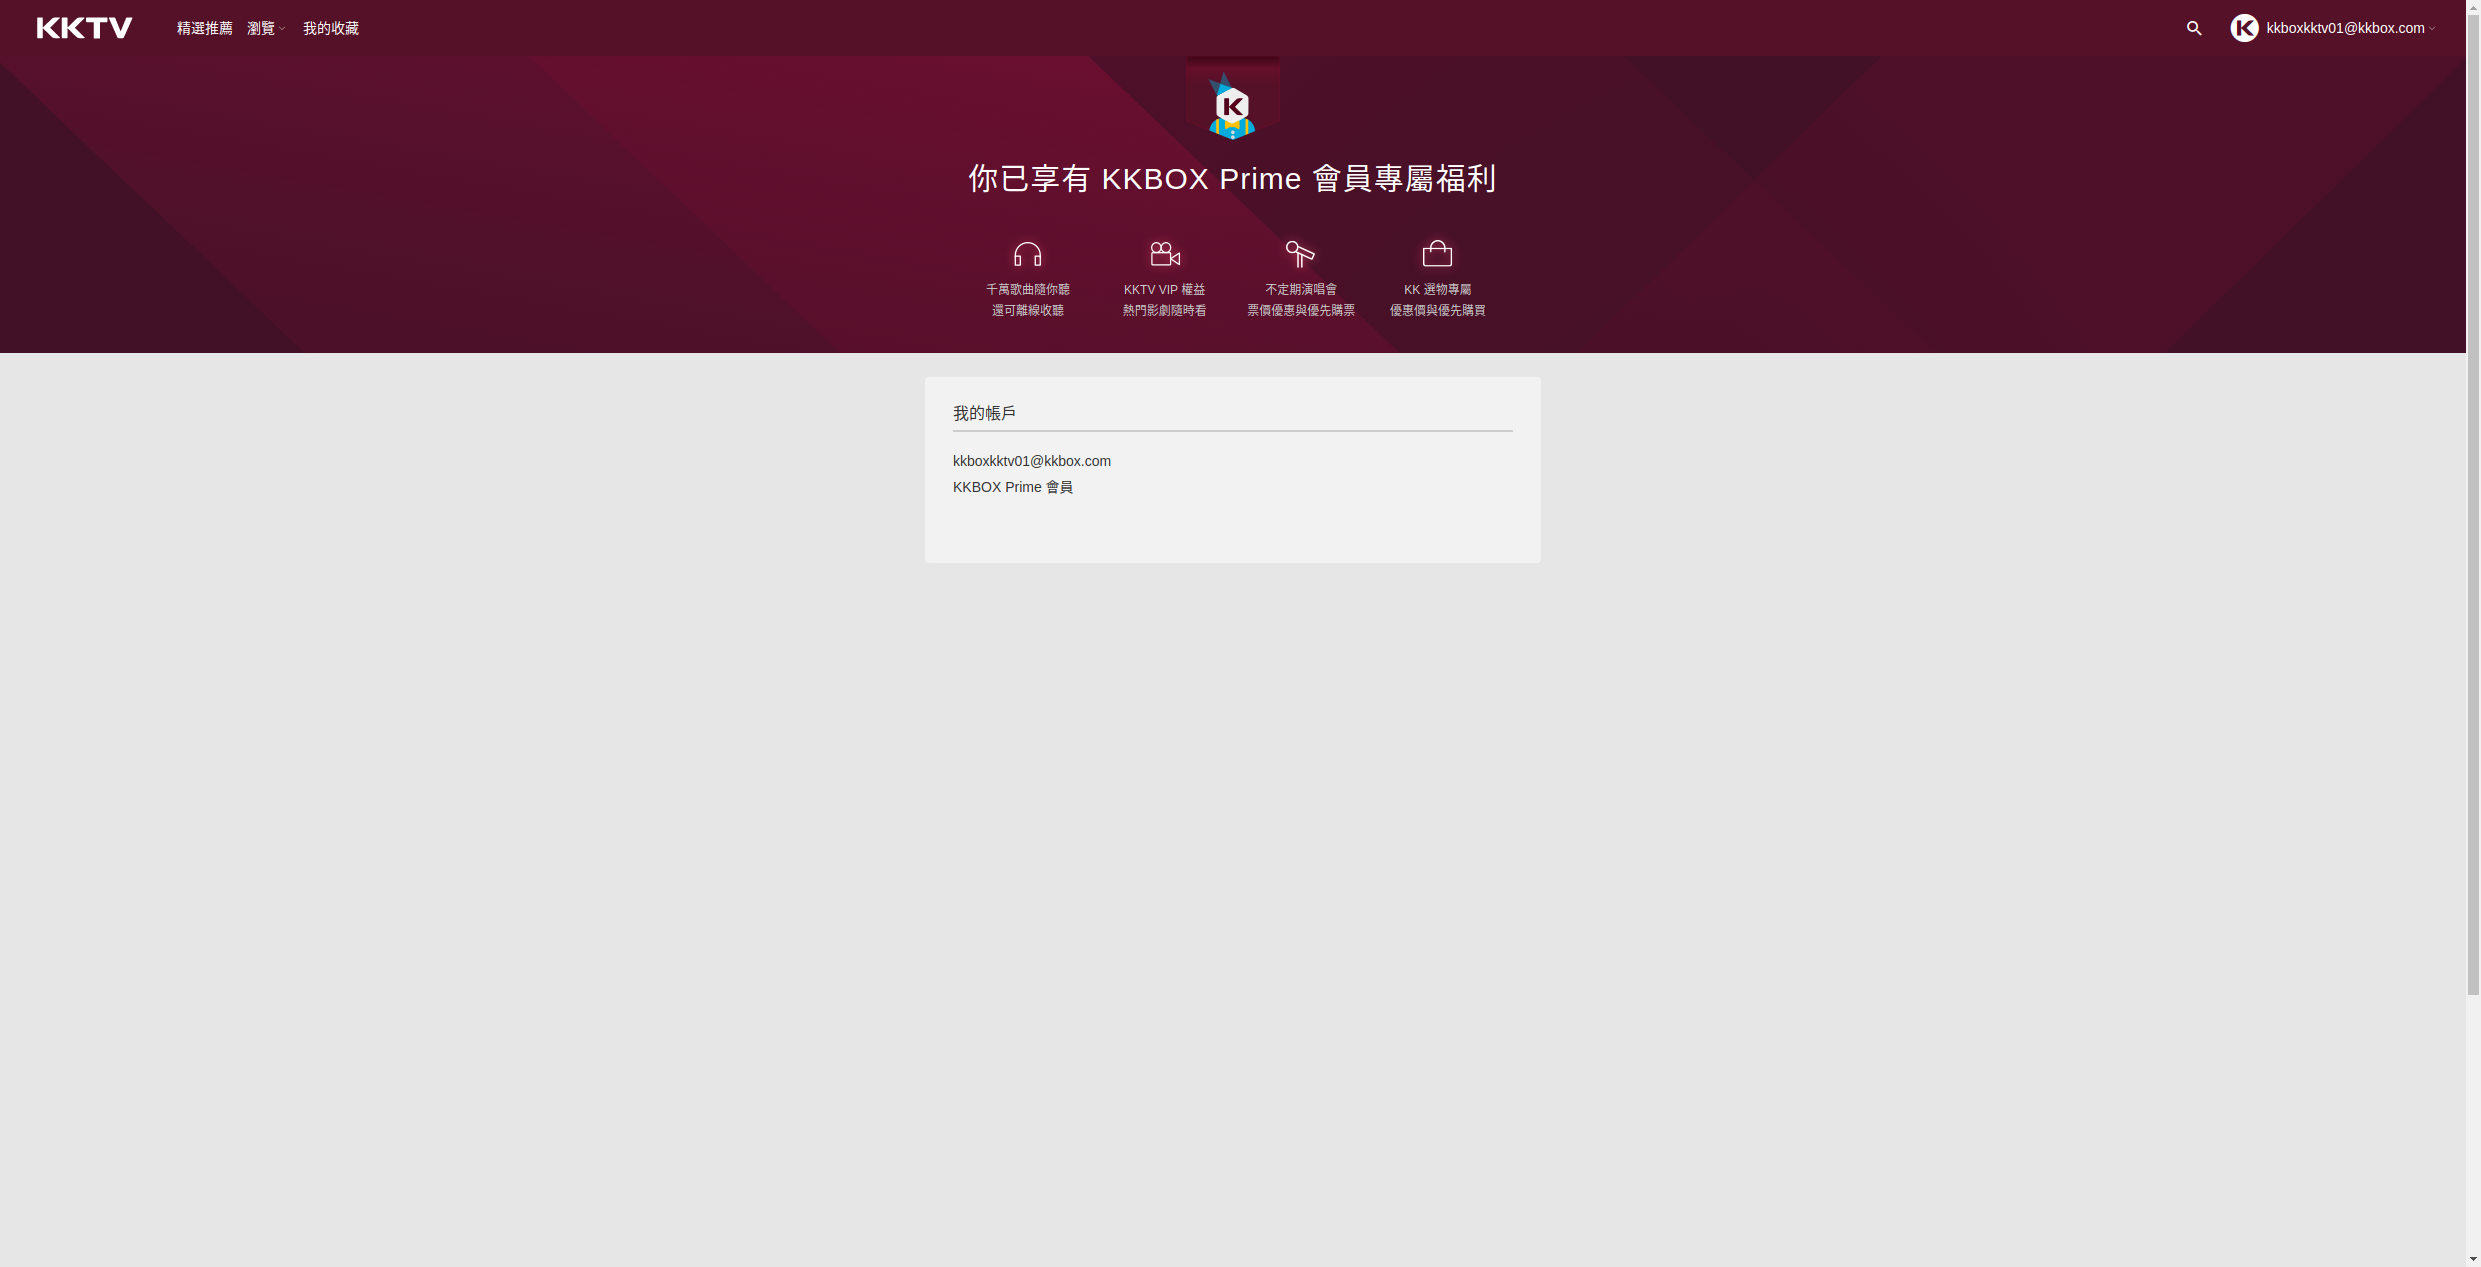 KKTV
精選推薦
瀏覽
我的收藏
K
kkboxkktv01@kkbox.com
K
你已享有 KKBOX Prime 會員專屬福利
千萬歌曲隨你聽
還可離線收聽
KKTV VIP 權益
熱門影劇隨時看
不定期演唱會
票價優惠與優先購票
KK 選物專屬
優惠價與優先購買
我的帳戶
kkboxkktv01@kkbox.com
KKBOX Prime 會員